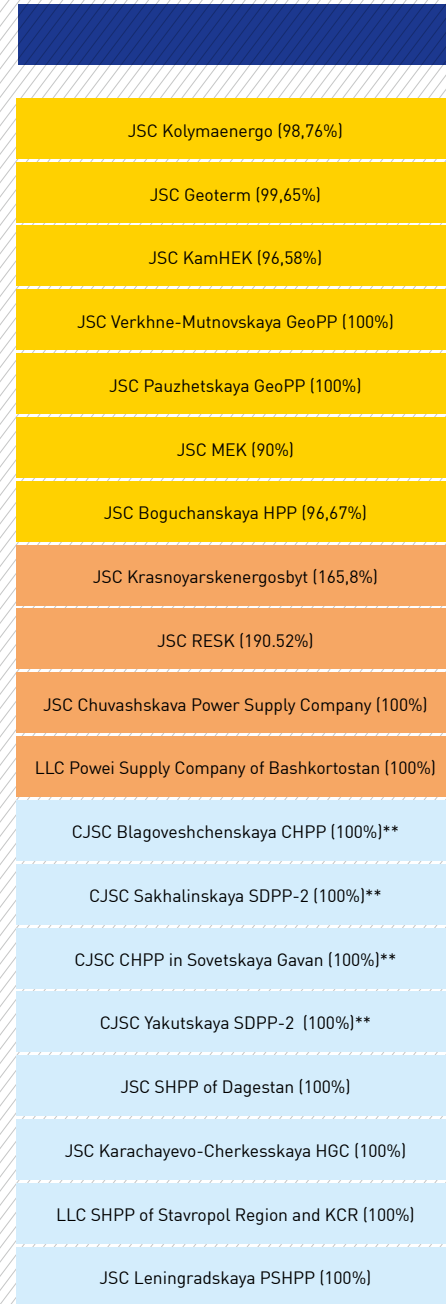 JSC Kolymaenergo (98,76%)
JSC Geoterm (99,65%)
JSC KamHEK (96,58%)
JSC Verkhne-Mutnovskaya GeoPP (100%)
JSC Pauzhetskaya GeoPP (100%)
JSC MEK (90%)
JSC Boguchanskaya HPP (96,67%)
JSC Krasnoyarskenergosbyt (165,8%)
JSC RESK (190.52%)
JSC Chuvashskava Power Supply Company (100%)
LLC Powei Supply Company of Bashkortostan (100%)
CJSC Blagoveshchenskaya CHPP (100%)**
CJSC Sakhalinskaya SDPP-2 (100%)**
CJSC CHPP in Sovetskaya Gavan (100%)**
CJSC Yakutskaya SDPP-2 (100%)**
JSC SHPP of Dagestan (100%)
JSC Karachayevo-Cherkesskaya HGC (100%)
LLC SHPP of Stavropol Region and KCR (100%)
JSC Leningradskaya PSHPP (100%)